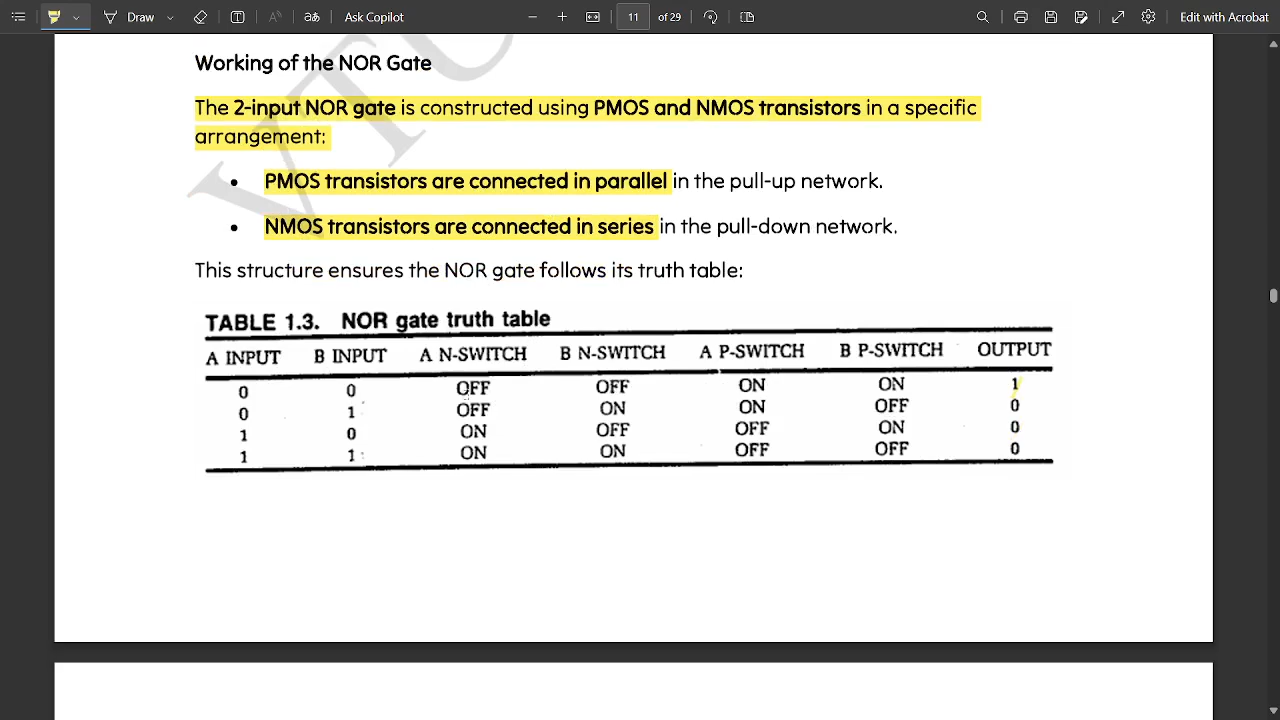 Draw
Ask Copilot
11 of 29
Edit with Acrobat
Working of the NOR Gate
The 2-input NOR gate is constructed using PMOS and NMOS transistors in a specific
arrangement:
• PMOS transistors are connected in parallel in the pull-up network.
• NMOS transistors are connected in series in the pull-down network.
This structure ensures the NOR gate follows its truth table:
TABLE 1.3. NOR gate truth table
A INPUT B INPUT A N-SWITCH B N-SWITCH A P-SWITCH B P-SWITCH OUTPUT
0 0 OFF OFF ON ON 1
0 1 OFF ON ON OFF 0
1 0 ON OFF OFF ON 0
1 1 ON ON OFF OFF 0
VTU